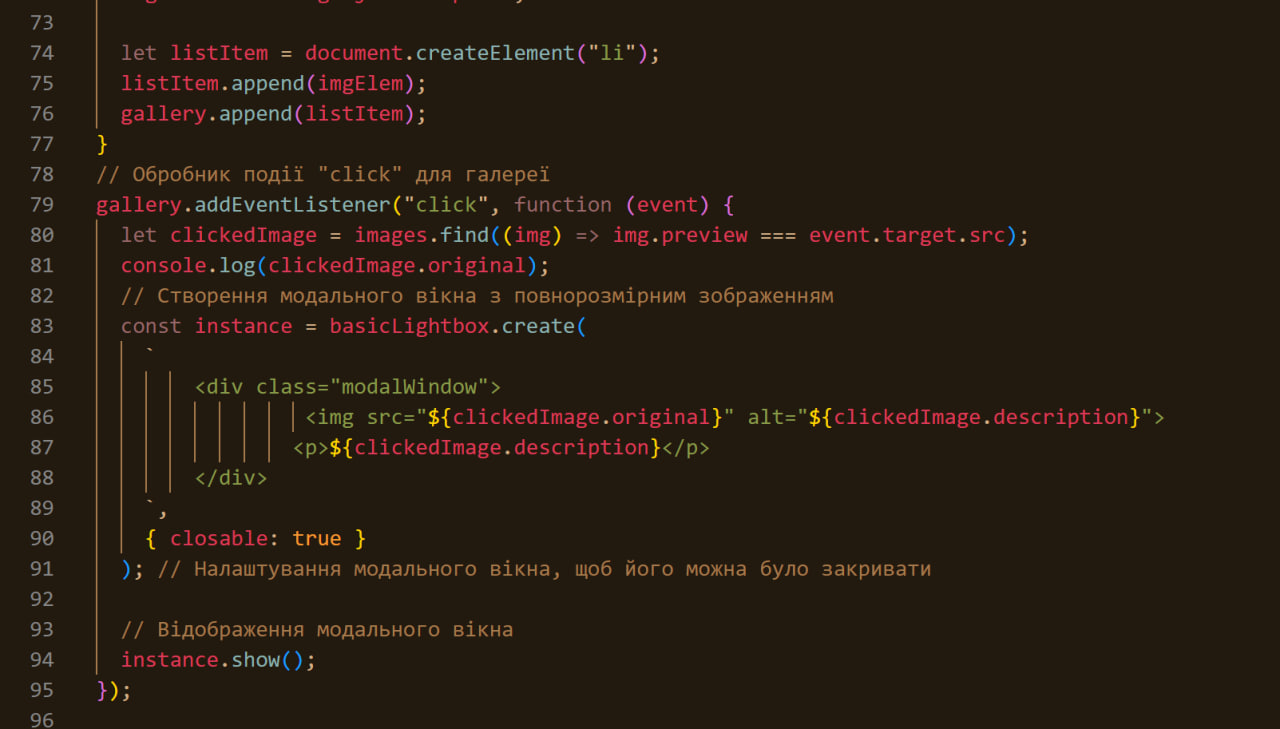 73
74 let listItem = document.createElement("li");
75 listItem.append(imgElem);
76 gallery.append(listItem);
77 }
78 // Обробник події "click" для галереї
79 gallery.addEventListener("click", function (event) {
80 let clickedImage = images.find((img) => img.preview === event.target.src);
81 console.log(clickedImage.original);
82 // Створення модального вікна з повнорозмірним зображенням
83 const instance = basicLightbox.create(
84 `
85 <div class="modalWindow">
86 <img src="${clickedImage.original}" alt="${clickedImage.description}">
87 <p>${clickedImage.description}</p>
88 </div>
89 `,
90 { closable: true }
91 ); // Налаштування модального вікна, щоб його можна було закривати
92
93 // Відображення модального вікна
94 instance.show();
95 });
96